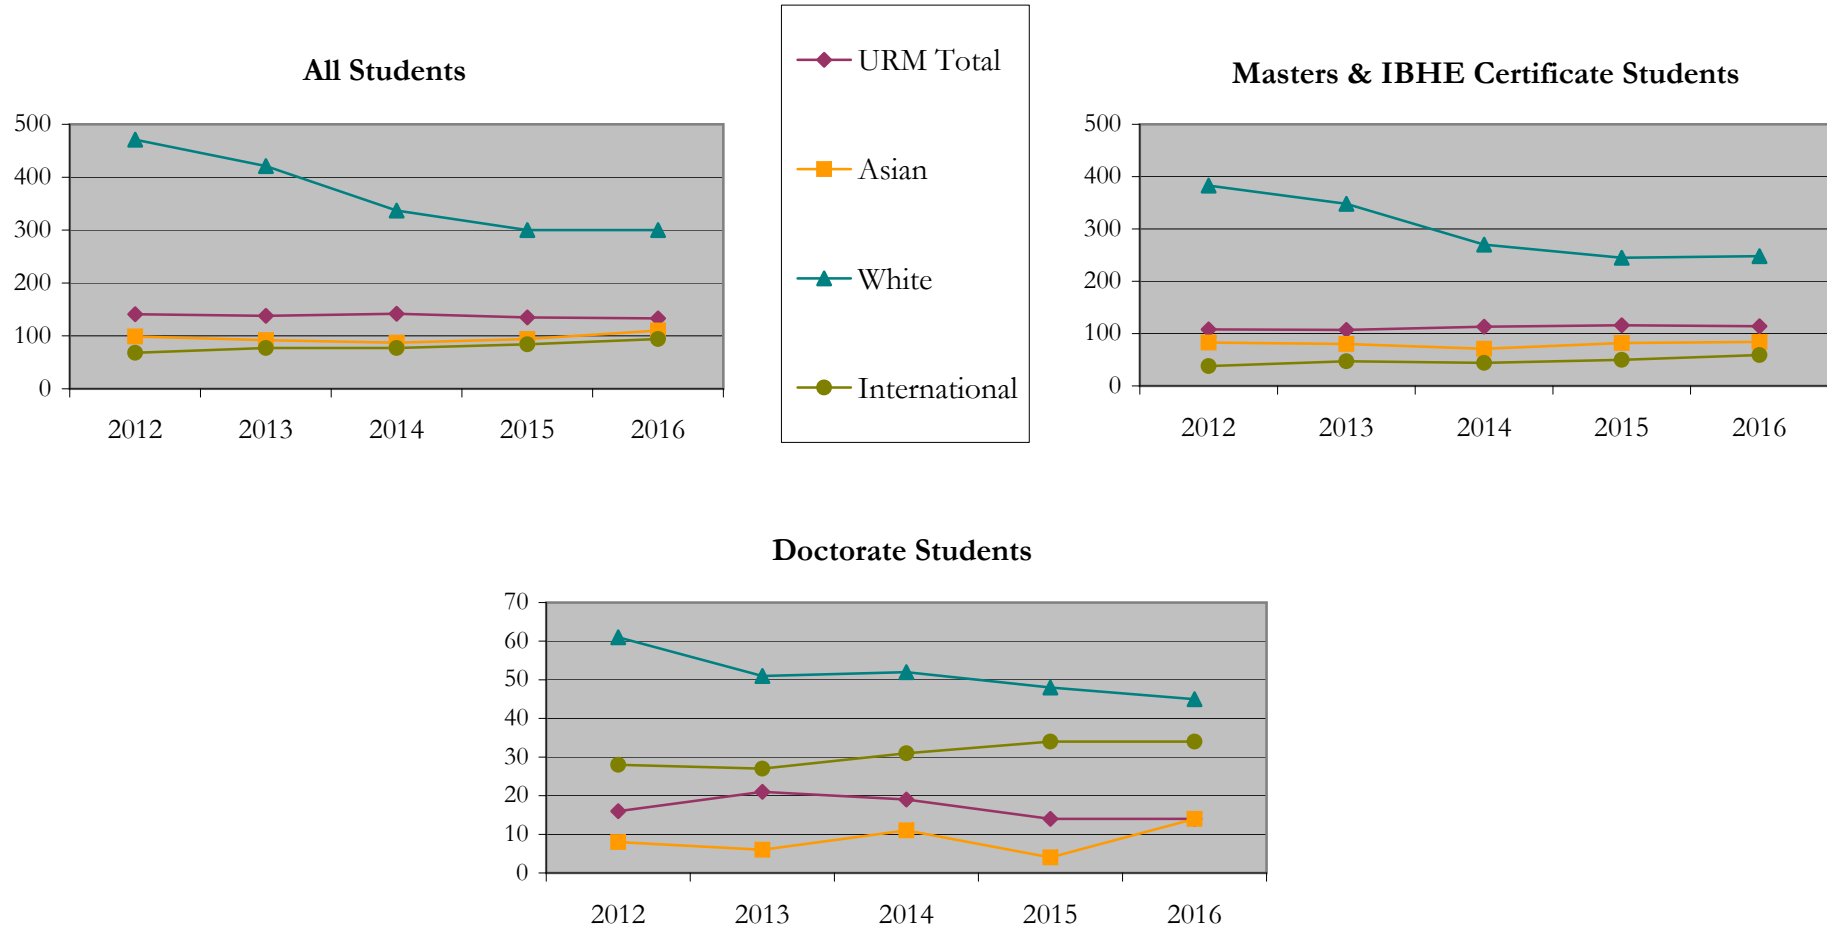 All Students
500
400
300
200
100
0
2012 2013 2014 2015 2016
URM Total
Asian
White
International
Masters & IBHE Certificate Students
500
400
300
200
100
0
2012 2013 2014 2015 2016
Doctorate Students
70
60
50
40
30
20
10
0
2012 2013 2014 2015 2016